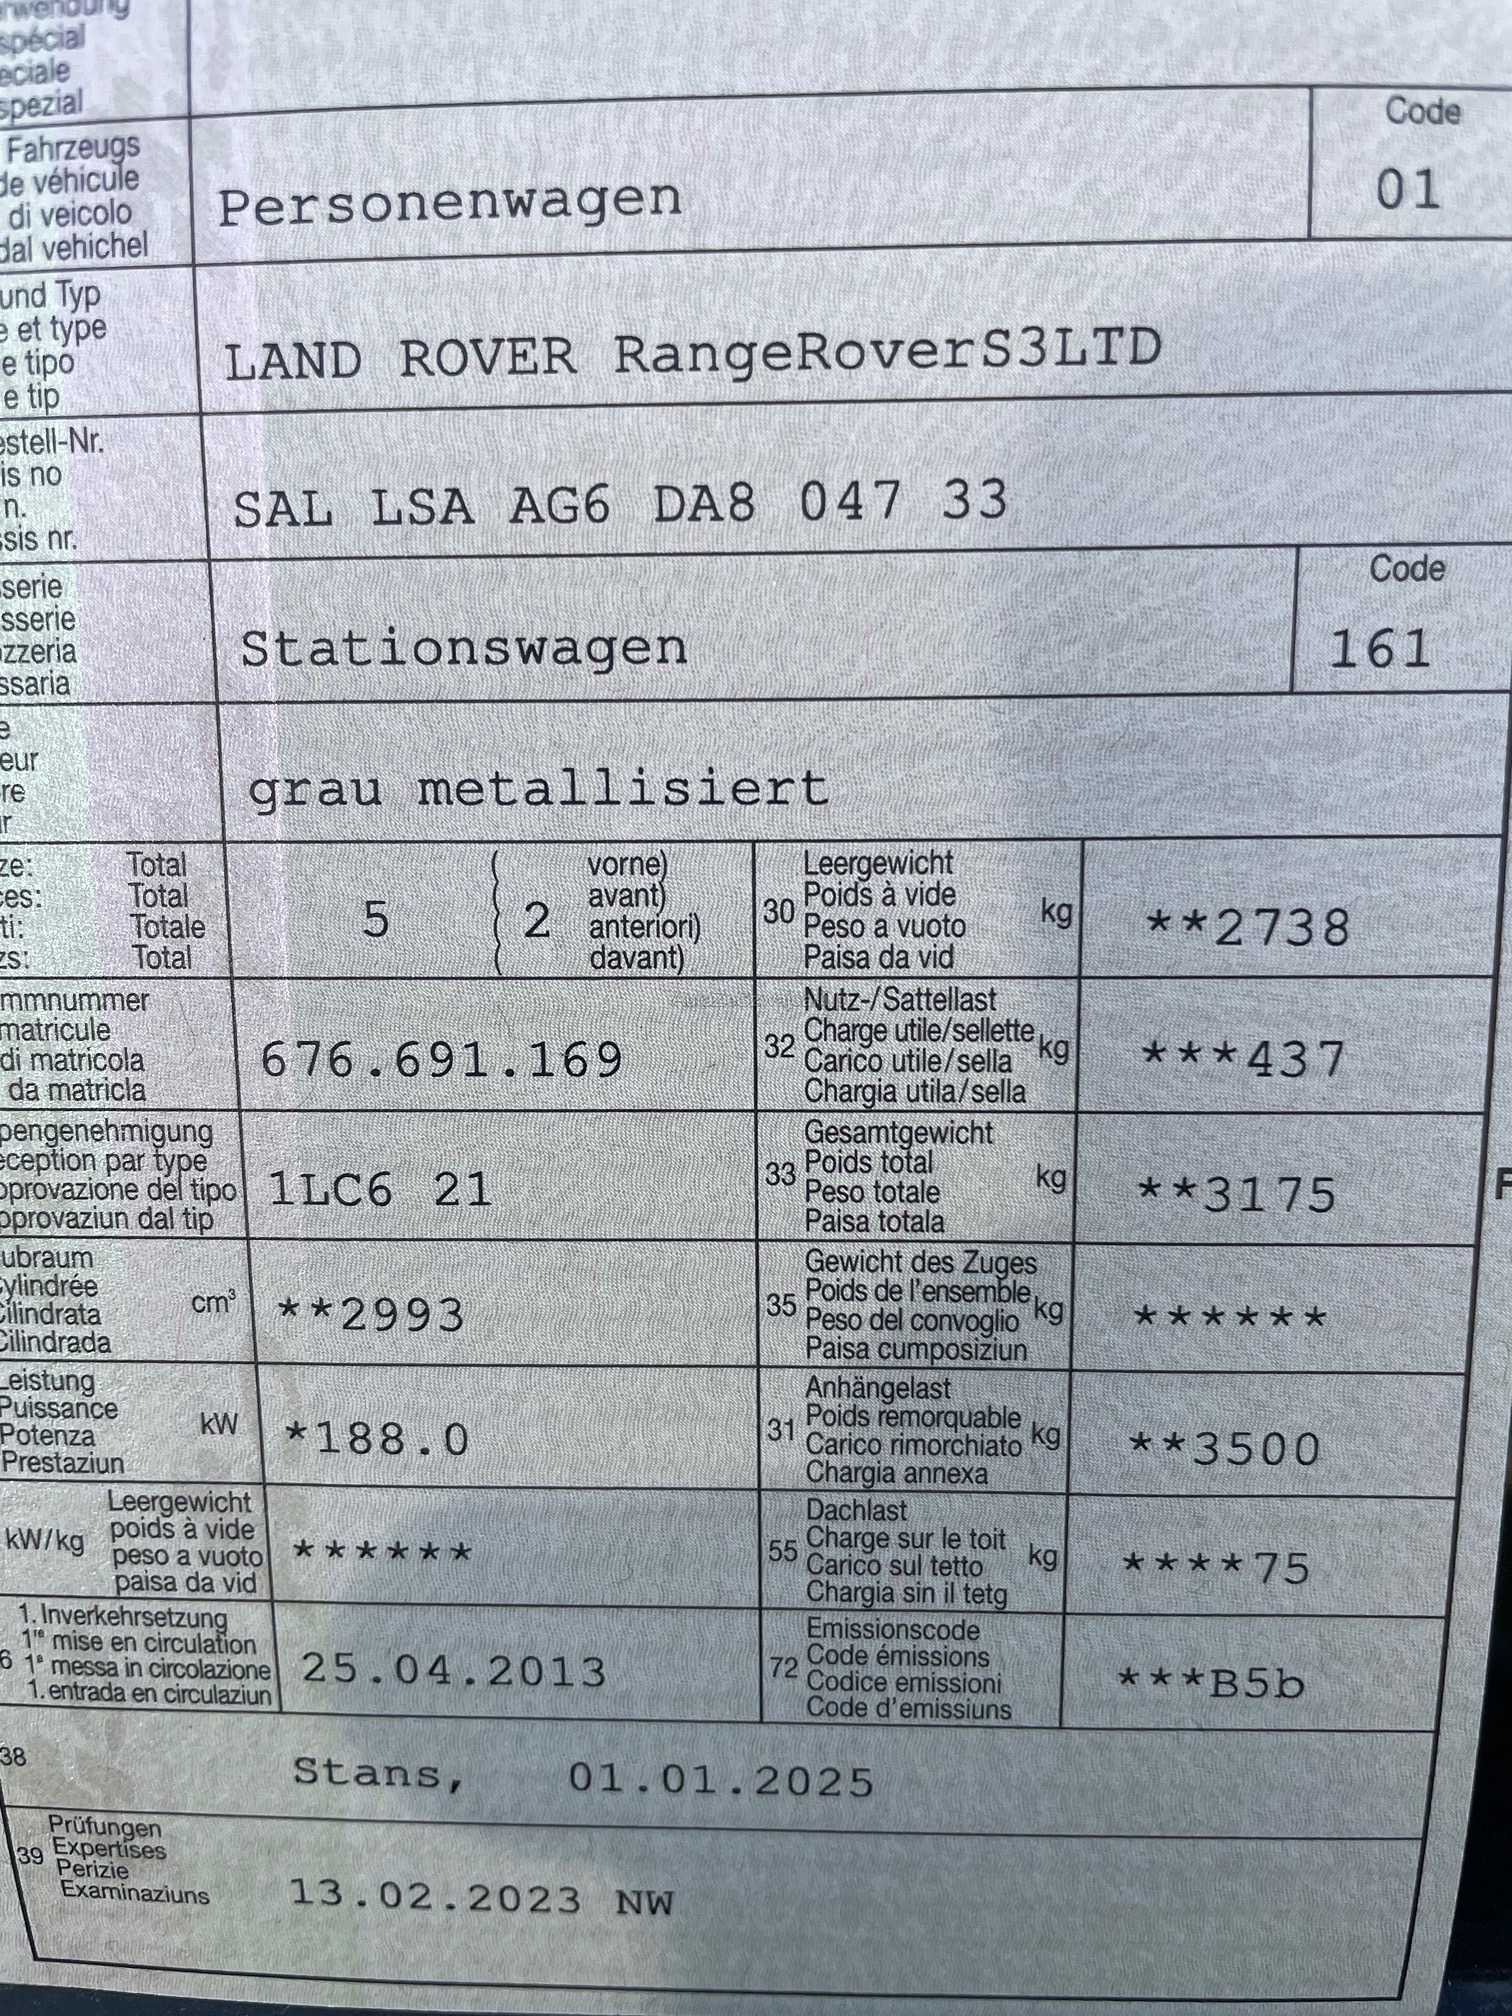 spécial
eciale
spezial
Fahrzeugs
de véhicule
di veicolo
dal vehichel
Personenwagen
Code
01
und Typ
e et type
e tipo
e tip
LAND ROVER RangeRoverS3LTD
estell-Nr.
is no
n.
ssis nr.
SAL LSA AG6 DA8 047 33
serie
sserie
ozzeria
ssaria
Stationswagen
Code
161
e
eur
re
ur
grau metallisiert
ze: Total
ces: Total
ti: Totale
zs: Total
5 ( 2
vorne)
avant)
anteriori)
davant)
30 Leergewicht
Poids à vide
Peso a vuoto
Paisa da vid
kg **2738
mmnummer
matricule
di matricola
da matricla
676.691.169
32 Nutz-/Sattellast
Charge utile/sellette
Carico utile/sella
Chargia utila/sella
kg ***437
pengenehmigung
éception par type
pprovazione del tipo
pprovaziun dal tip
1LC6 21
33 Gesamtgewicht
Poids total
Peso totale
Paisa totala
kg **3175
ubraum
Cylindrée
Cilindrata
Cilindrada
cm³ **2993
35 Gewicht des Zuges
Poids de l'ensemble
Peso del convoglio
Paisa cumposiziun
kg ******
Leistung
Puissance
Potenza
Prestaziun
kW *188.0
31 Anhängelast
Poids remorquable
Carico rimorchiato
Chargia annexa
kg **3500
kW/kg
Leergewicht
poids à vide
peso a vuoto
paisa da vid
******
55 Dachlast
Charge sur le toit
Carico sul tetto
Chargia sin il tetg
kg ****75
6 1. Inverkehrsetzung
1re mise en circulation
1a messa in circolazione
1. entrada en circulaziun
25.04.2013
72 Emissionscode
Code émissions
Codice emissioni
Code d'emissiuns
***B5b
38 Stans, 01.01.2025
39 Prüfungen
Expertises
Perizie
Examinaziuns
13.02.2023 NW